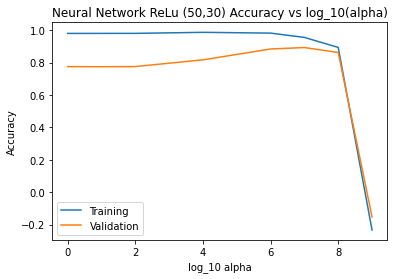 Neural Network ReLu (50,30) Accuracy vs log_10(alpha)
Accuracy
1.0
0.8
0.6
0.4
0.2
0.0
−0.2
Training
Validation
0 2 4 6 8
log_10 alpha